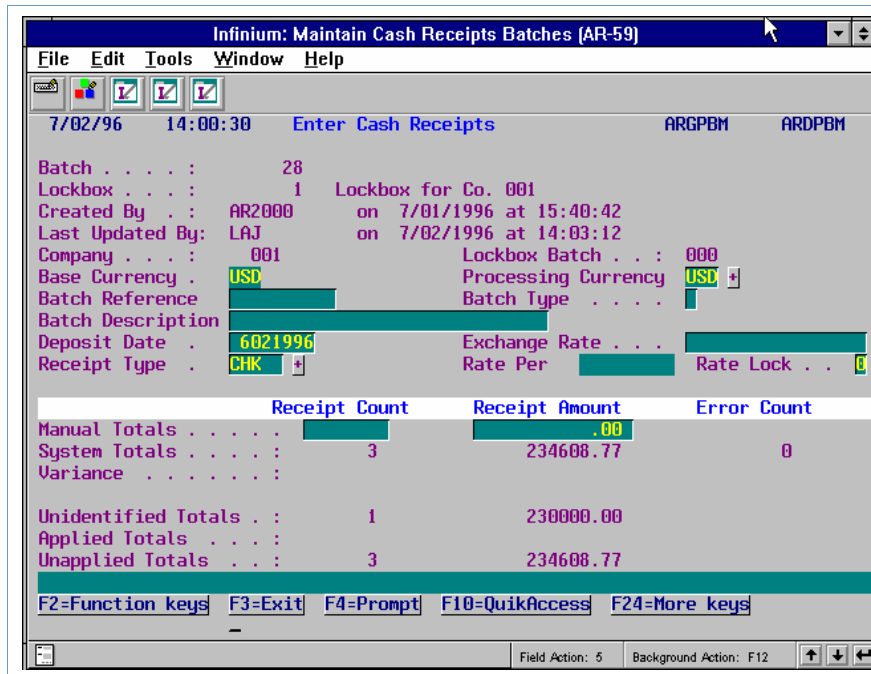 Infinium: Maintain Cash Receipts Batches (AR-59)
File Edit Tools Window Help
7/02/96 14:00:30 Enter Cash Receipts ARGPBM ARDPBM
Batch . . . . : 28
Lockbox . . . : 1 Lockbox for Co. 001
Created By . : AR2000 on 7/01/1996 at 15:40:42
Last Updated By: LAJ on 7/02/1996 at 14:03:12
Company . . . : 001 Lockbox Batch . . : 000
Base Currency . USD Processing Currency USD +
Batch Reference Batch Type . . . .
Batch Description
Deposit Date . 6021996 Exchange Rate . . .
Receipt Type . CHK + Rate Per Rate Lock . . 0
Receipt Count Receipt Amount Error Count
Manual Totals . . . . . .00
System Totals . . . . : 3 234608.77 0
Variance . . . . . . :
Unidentified Totals . : 1 230000.00
Applied Totals . . . :
Unapplied Totals . . : 3 234608.77
F2=Function keys F3=Exit F4=Prompt F10=QuikAccess F24=More keys
Field Action: 5 Background Action: F12